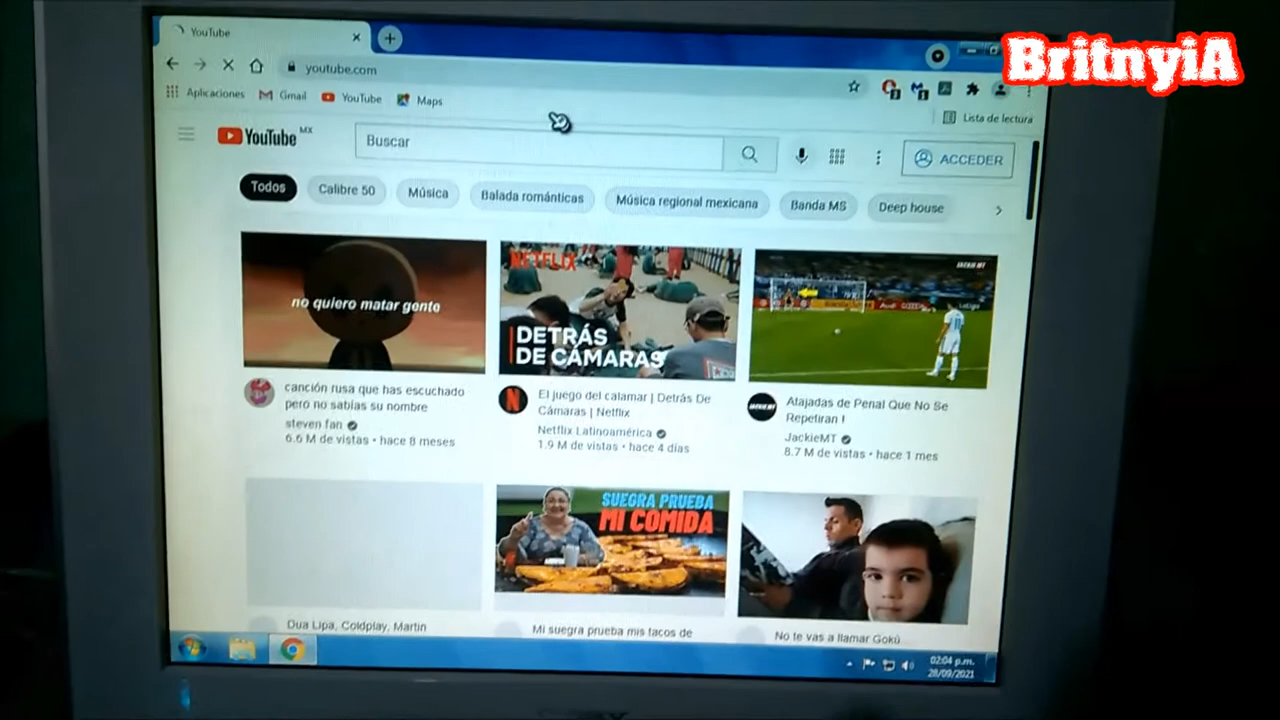 YouTube
BritnyiA
youtube.com
Aplicaciones Gmail YouTube Maps
Lista de lectura
YouTube MX
Buscar
ACCEDER
Todos Calibre 50 Música Balada románticas Música regional mexicana Banda MS Deep house
no quiero matar gente
NETFLIX
DETRÁS
DE CÁMARAS
JACKIE MT
canción rusa que has escuchado
pero no sabías su nombre
steven fan
6.6 M de vistas • hace 8 meses
N
El juego del calamar | Detrás De
Cámaras | Netflix
Netflix Latinoamérica
1.9 M de vistas • hace 4 días
Atajadas de Penal Que No Se
Repetiran !
JackieMT
8.7 M de vistas • hace 1 mes
SUEGRA PRUEBA
MI COMIDA
Dua Lipa, Coldplay, Martin
Mi suegra prueba mis tacos de
No te vas a llamar Gokú
02:04 p.m.
28/09/2021